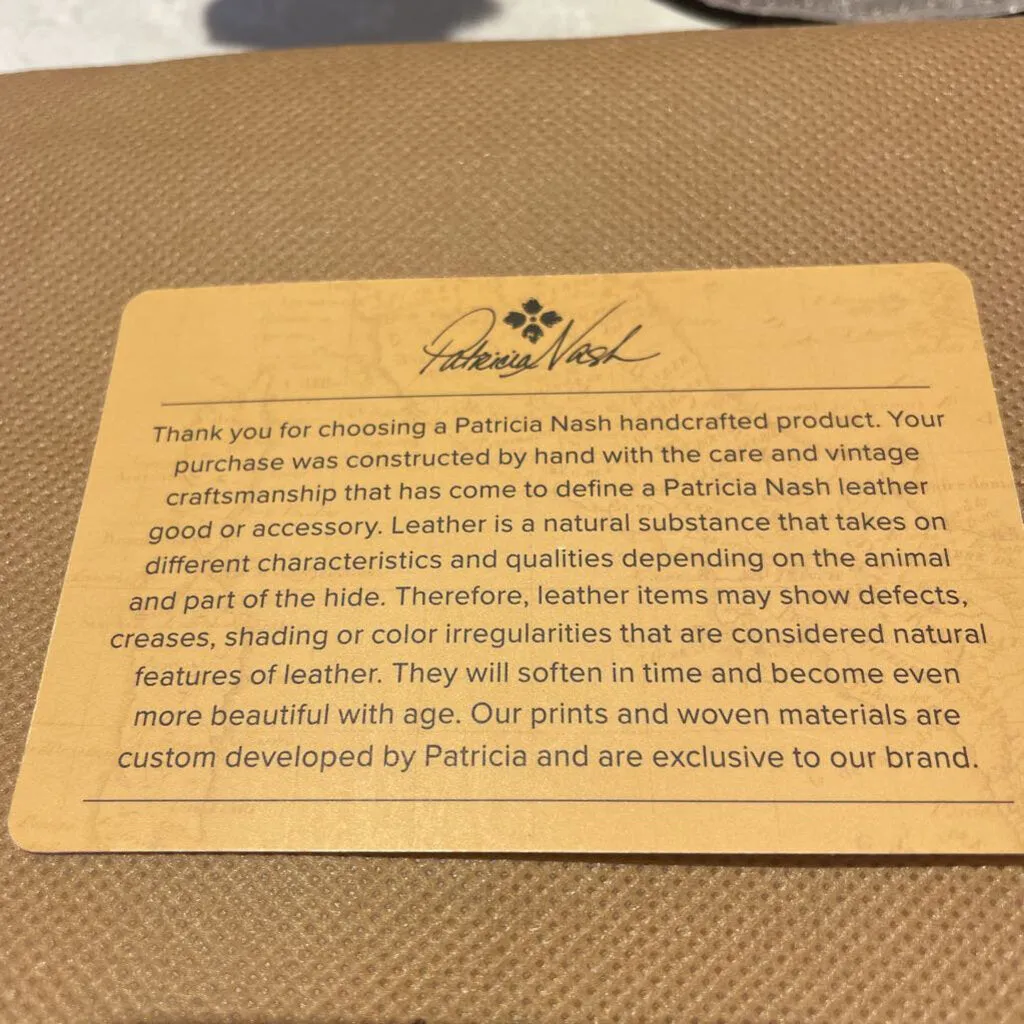 Patricia Nash
Thank you for choosing a Patricia Nash handcrafted product. Your
purchase was constructed by hand with the care and vintage
craftsmanship that has come to define a Patricia Nash leather
good or accessory. Leather is a natural substance that takes on
different characteristics and qualities depending on the animal
and part of the hide. Therefore, leather items may show defects,
creases, shading or color irregularities that are considered natural
features of leather. They will soften in time and become even
more beautiful with age. Our prints and woven materials are
custom developed by Patricia and are exclusive to our brand.